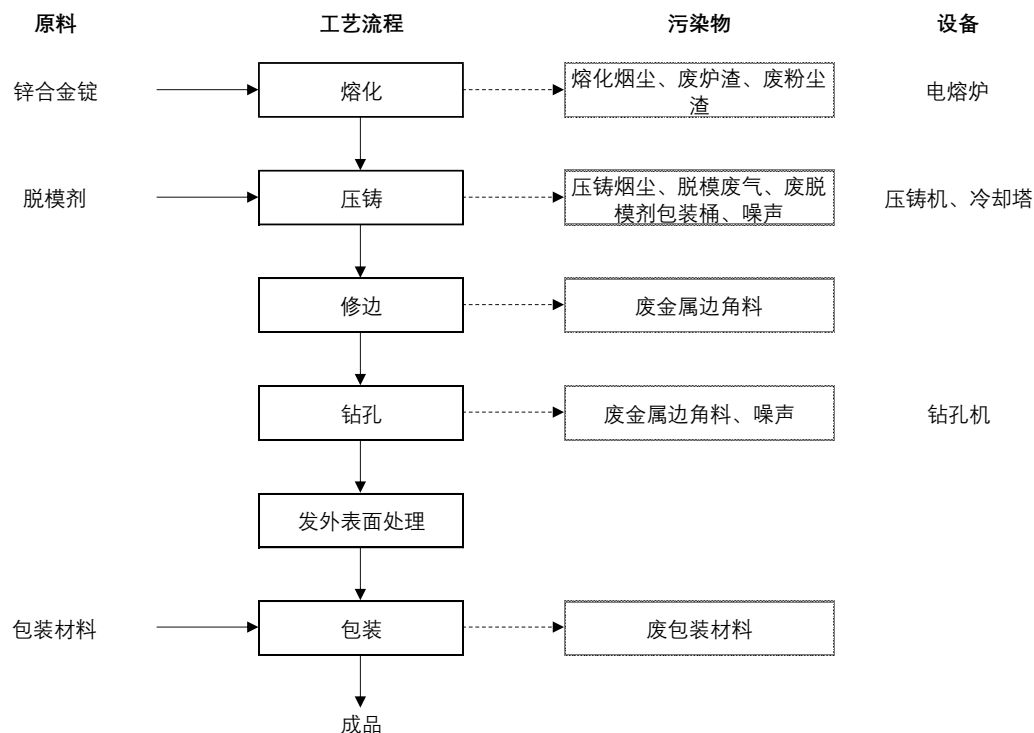 原料 工艺流程 污染物 设备
锌合金锭 熔化 熔化烟尘、废炉渣、废粉尘
渣 电熔炉
脱模剂 压铸 压铸烟尘、脱模废气、废脱
模剂包装桶、噪声 压铸机、冷却塔
修边 废金属边角料
钻孔 废金属边角料、噪声 钻孔机
发外表面处理
包装材料 包装 废包装材料
成品